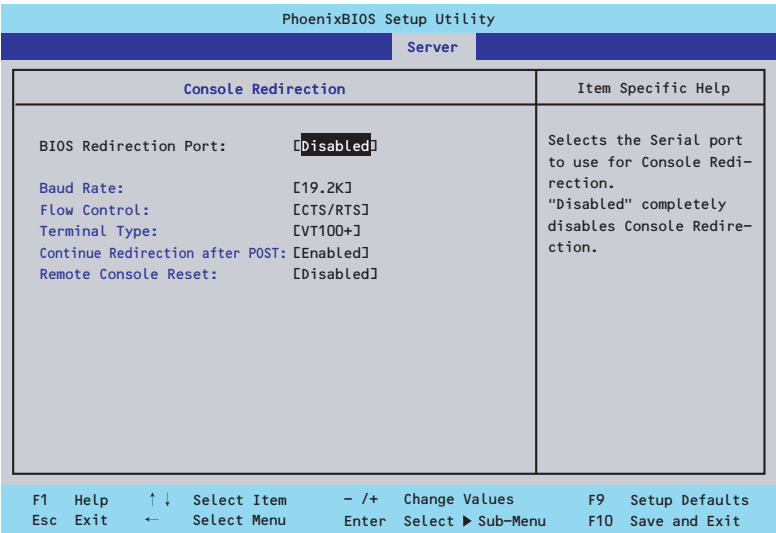 PhoenixBIOS Setup Utility
Server
Console Redirection
Item Specific Help
BIOS Redirection Port: [Disabled]
Baud Rate: [19.2K]
Flow Control: [CTS/RTS]
Terminal Type: [VT100+]
Continue Redirection after POST: [Enabled]
Remote Console Reset: [Disabled]
Selects the Serial port
to use for Console Redi-
rection.
"Disabled" completely
disables Console Redire-
ction.
F1 Help ↑↓ Select Item - /+ Change Values F9 Setup Defaults
Esc Exit ← Select Menu Enter Select ▶ Sub-Menu F10 Save and Exit